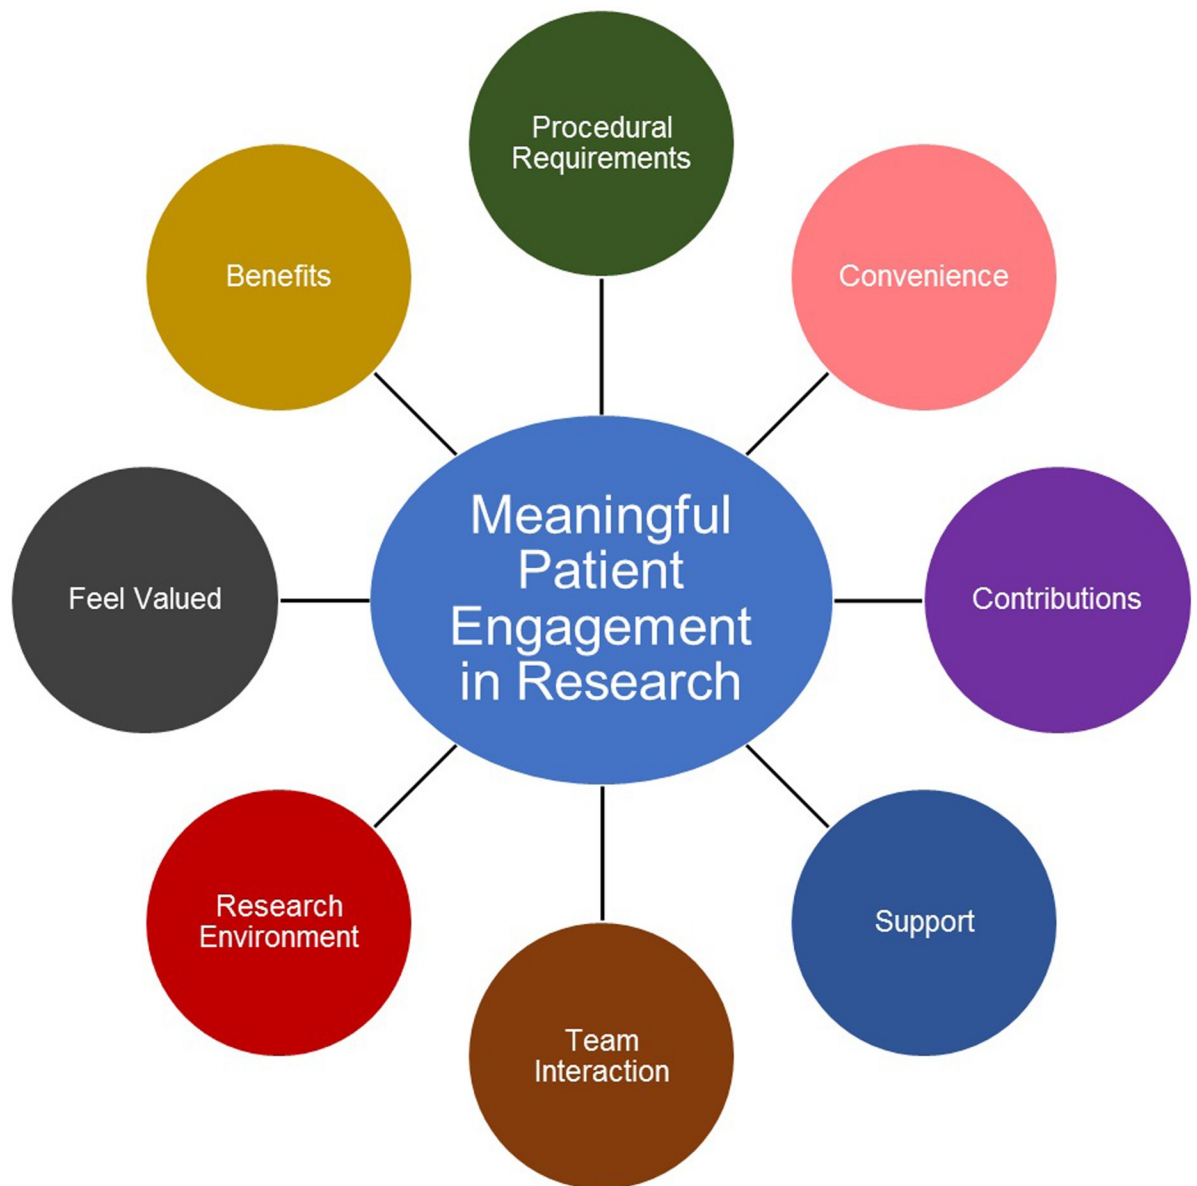 Procedural
Requirements
Benefits
Convenience
Meaningful
Patient
Engagement
in Research
Feel Valued
Contributions
Research
Environment
Support
Team
Interaction